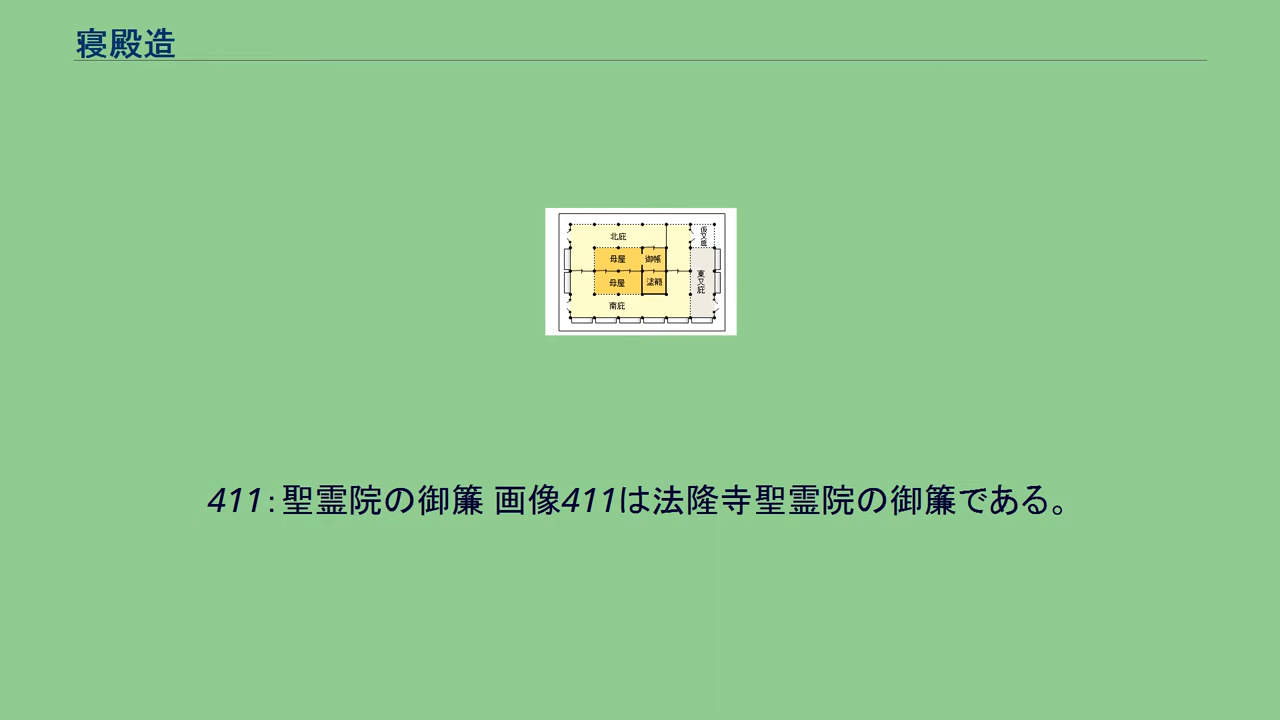 寝殿造
北庇
母屋
御帳
母屋
塗籠
南庇
東又庇
411：聖霊院の御簾 画像411は法隆寺聖霊院の御簾である。